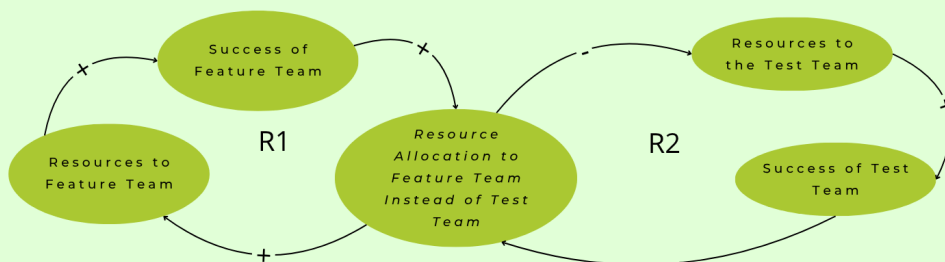 Success of
Feature Team
Resources to
the Test Team
+
+
-
R1
R2
Resource
Allocation to
Feature Team
Instead of Test
Team
Resources to
Feature Team
Success of Test
Team
+